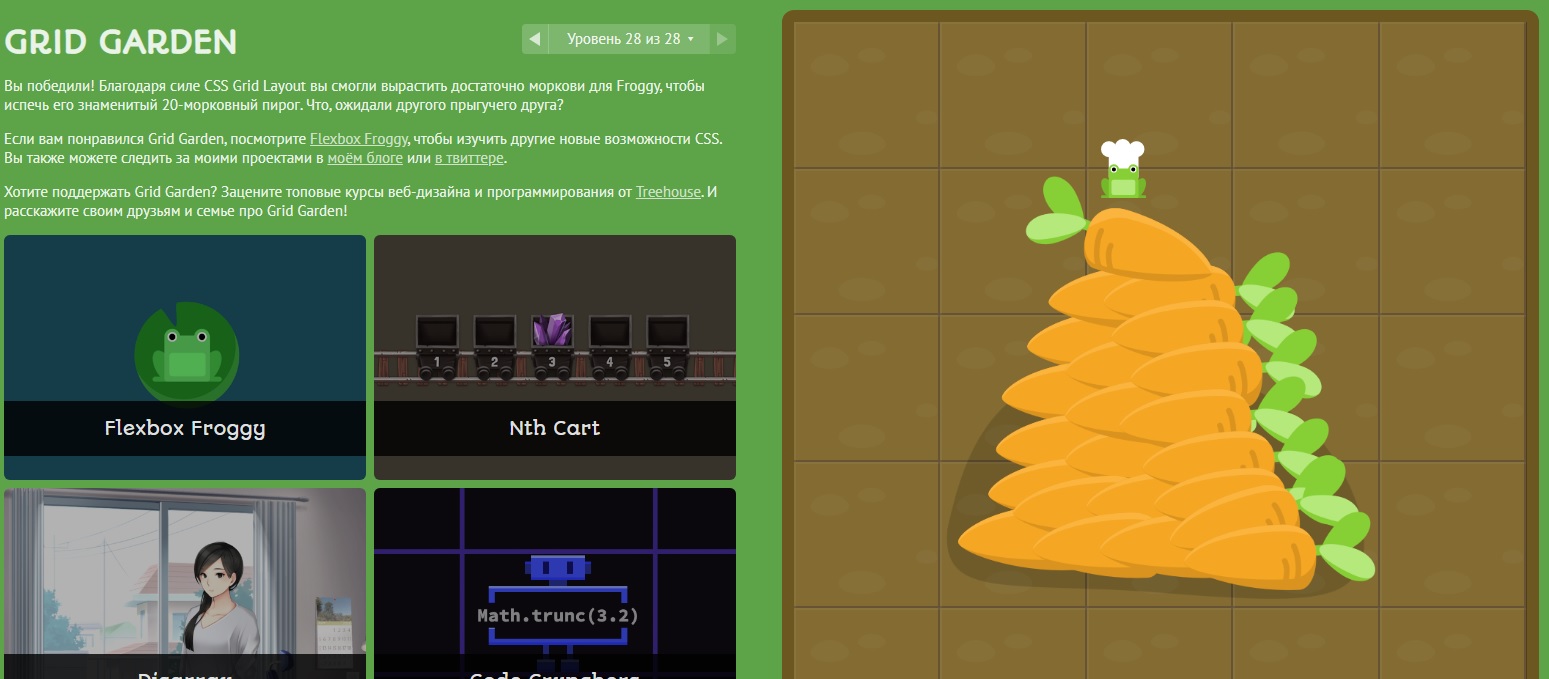 GRID GARDEN
Уровень 28 из 28
Вы победили! Благодаря силе CSS Grid Layout вы смогли вырастить достаточно моркови для Froggy, чтобы
испечь его знаменитый 20-морковный пирог. Что, ожидали другого прыгучего друга?
Если вам понравился Grid Garden, посмотрите Flexbox Froggy, чтобы изучить другие новые возможности CSS.
Вы также можете следить за моими проектами в моём блоге или в твиттере.
Хотите поддержать Grid Garden? Зацените топовые курсы веб-дизайна и программирования от Treehouse. И
расскажите своим друзьям и семье про Grid Garden!
Flexbox Froggy
1 2 3 4 5
Nth Cart
Math.trunc(3.2)
Disarray